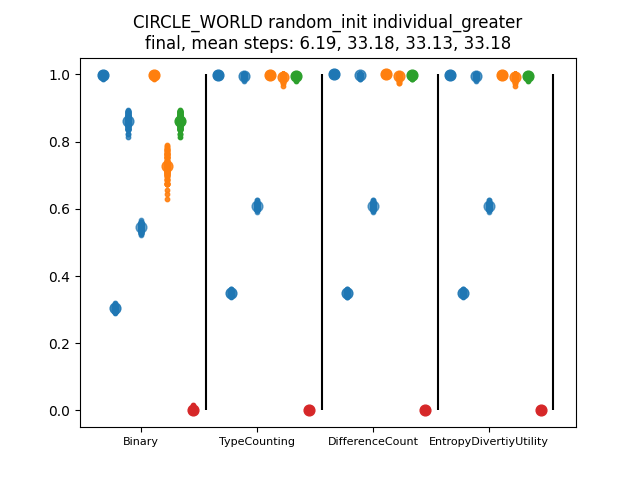 CIRCLE_WORLD random_init individual_greater
final, mean steps: 6.19, 33.18, 33.13, 33.18
1.0
0.8
0.6
0.4
0.2
0.0
Binary TypeCounting DifferenceCount EntropyDivertiyUtility